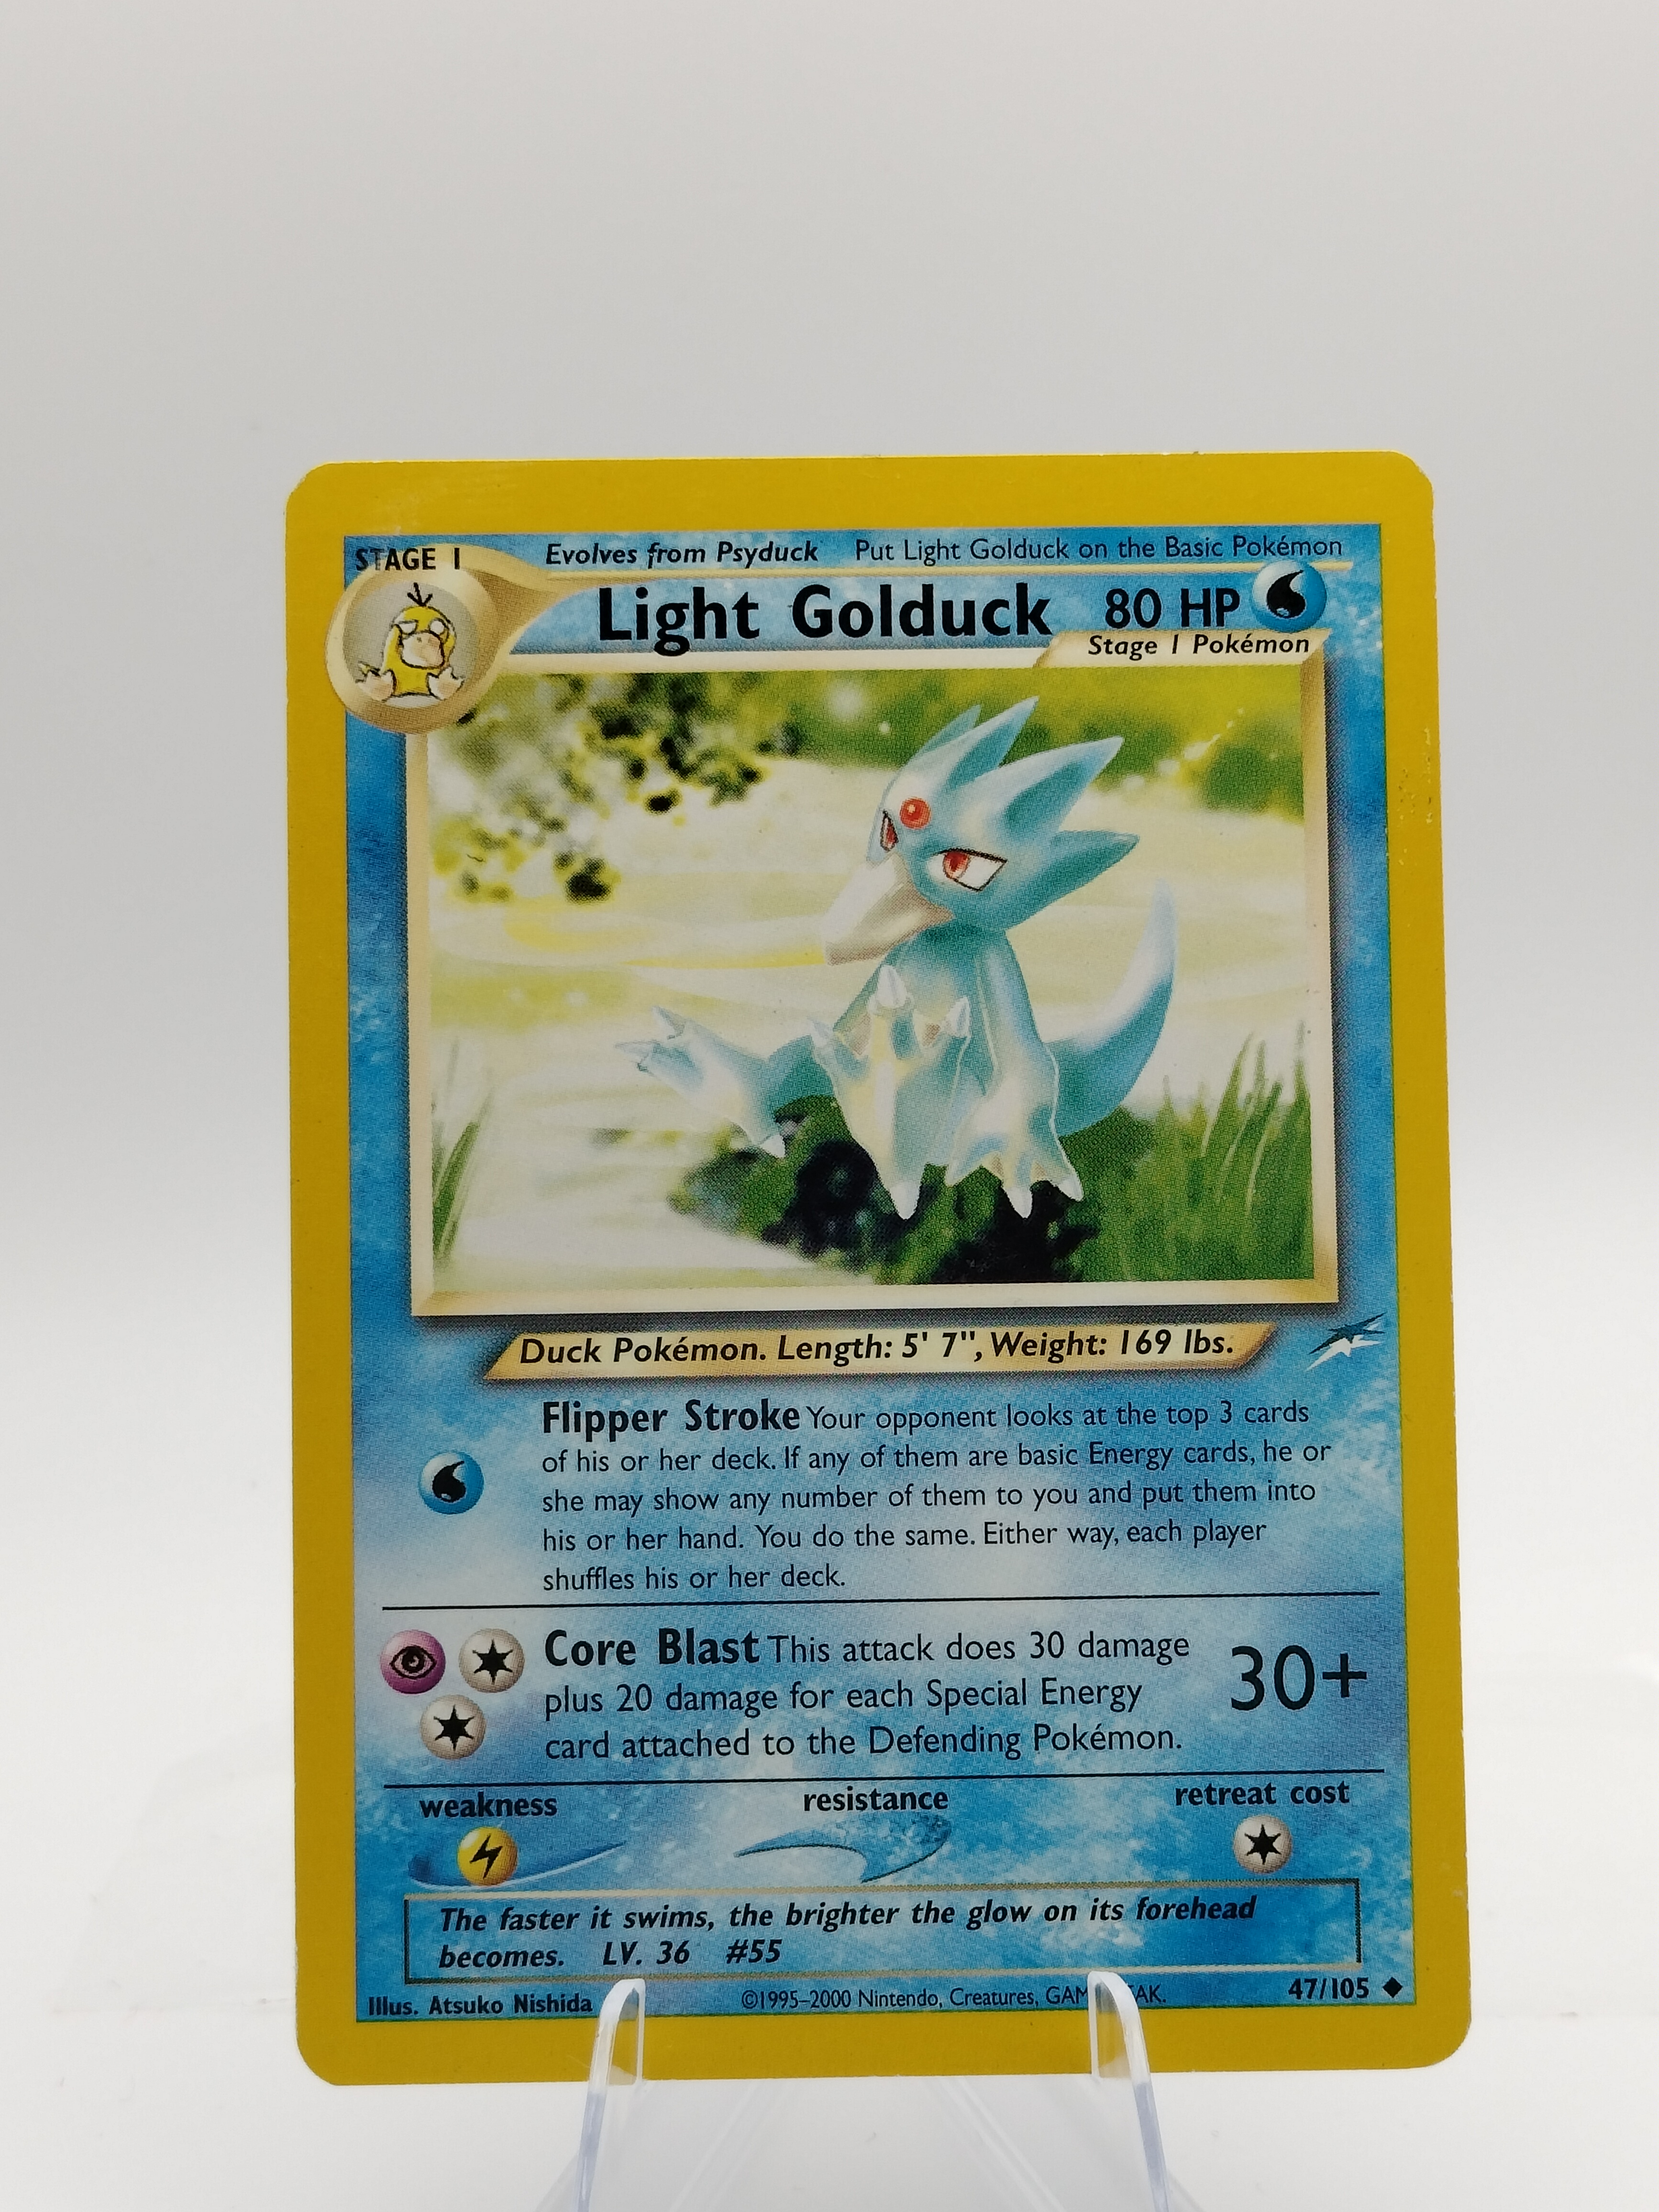 STAGE 1 Evolves from Psyduck Put Light Golduck on the Basic Pokémon
Light Golduck 80 HP
Stage 1 Pokémon
Duck Pokémon. Length: 5' 7", Weight: 169 lbs.
Flipper Stroke Your opponent looks at the top 3 cards
of his or her deck. If any of them are basic Energy cards, he or
she may show any number of them to you and put them into
his or her hand. You do the same. Either way, each player
shuffles his or her deck.
Core Blast This attack does 30 damage
plus 20 damage for each Special Energy
card attached to the Defending Pokémon.
30+
weakness resistance retreat cost
The faster it swims, the brighter the glow on its forehead
becomes. LV. 36 #55
Illus. Atsuko Nishida ©1995–2000 Nintendo, Creatures, 47/105